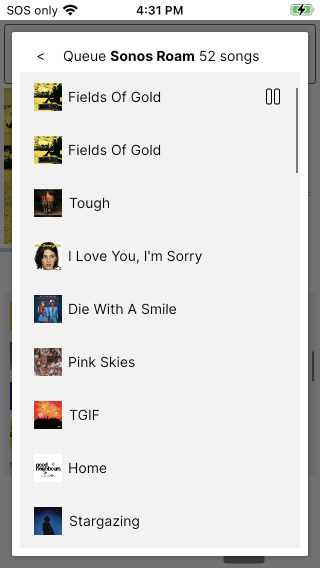 SOS only 4:31 PM
< Queue Sonos Roam 52 songs
Fields Of Gold
Fields Of Gold
Tough
I Love You, I'm Sorry
Die With A Smile
Pink Skies
TGIF
good neighbours
Home
Stargazing